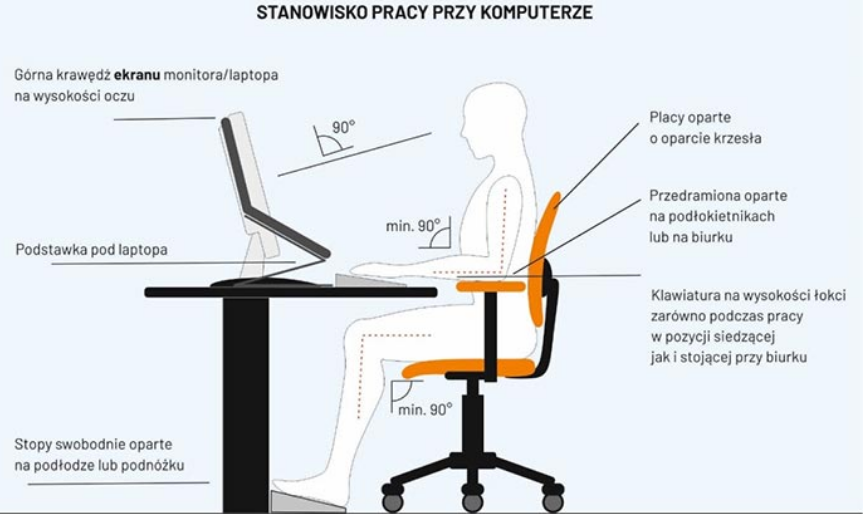 STANOWISKO PRACY PRZY KOMPUTERZE
Górna krawędź ekranu monitora/laptopa
na wysokości oczu
90°
Placy oparte
o oparcie krzesła
Przedramiona oparte
na podłokietnikach
lub na biurku
min. 90°
Podstawka pod laptopa
Klawiatura na wysokości łokci
zarówno podczas pracy
w pozycji siedzącej
jak i stojącej przy biurku
min. 90°
Stopy swobodnie oparte
na podłodze lub podnóżku